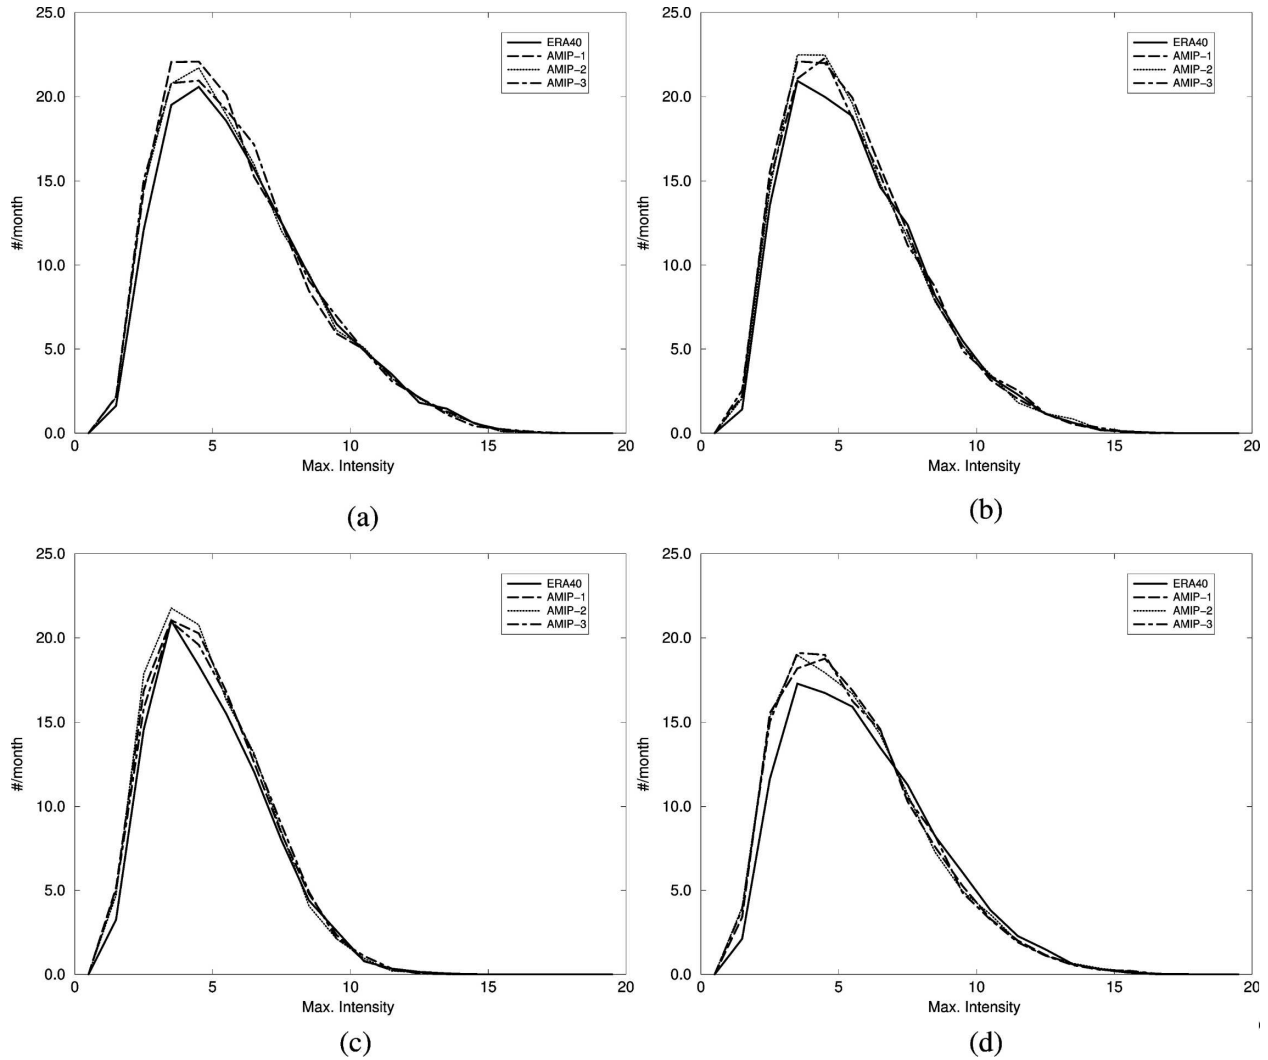 25.0
20.0
15.0
10.0
5.0
0.0
#/month
0 5 10 15 20
Max. Intensity
ERA40
AMIP-1
AMIP-2
AMIP-3
(a)
25.0
20.0
15.0
10.0
5.0
0.0
#/month
0 5 10 15 20
Max. Intensity
ERA40
AMIP-1
AMIP-2
AMIP-3
(b)
25.0
20.0
15.0
10.0
5.0
0.0
#/month
0 5 10 15 20
Max. Intensity
ERA40
AMIP-1
AMIP-2
AMIP-3
(c)
25.0
20.0
15.0
10.0
5.0
0.0
#/month
0 5 10 15 20
Max. Intensity
ERA40
AMIP-1
AMIP-2
AMIP-3
(d)